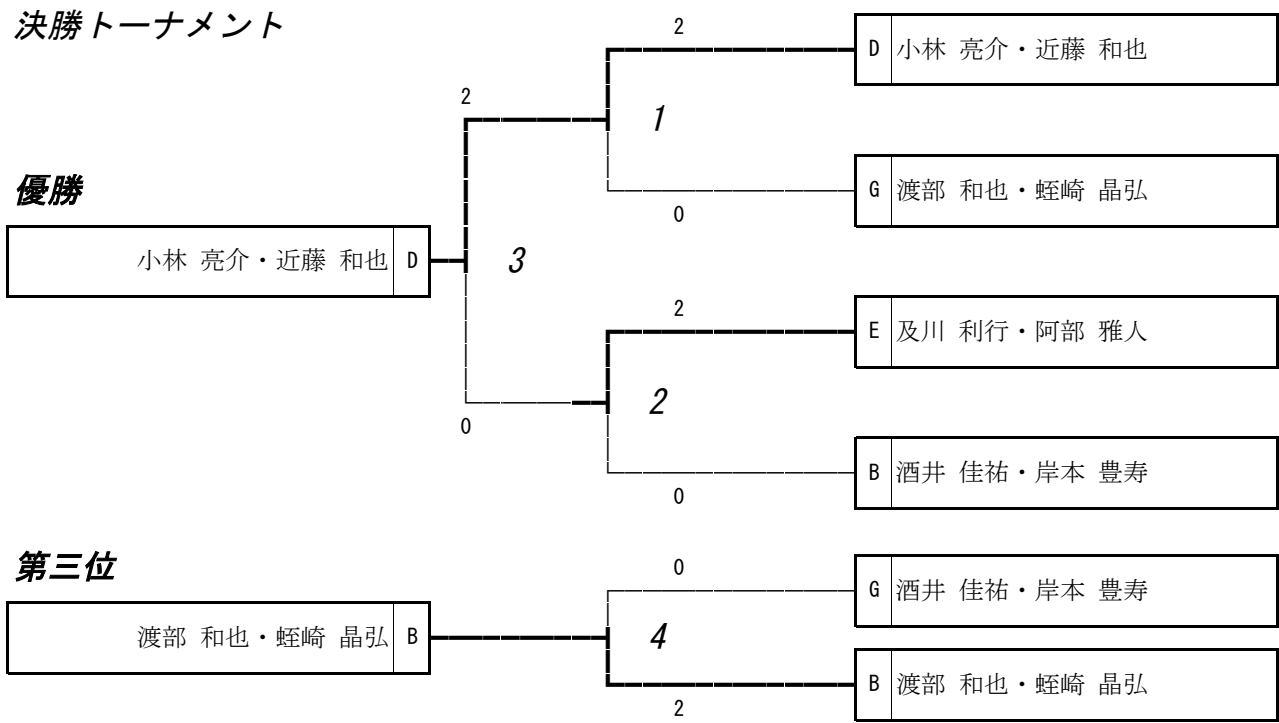 決勝トーナメント
2
D 小林 亮介・近藤 和也
2
1
優勝
G 渡部 和也・蛭崎 晶弘
0
小林 亮介・近藤 和也 D
3
2
E 及川 利行・阿部 雅人
2
0
B 酒井 佳祐・岸本 豊寿
0
第三位
0
G 酒井 佳祐・岸本 豊寿
渡部 和也・蛭崎 晶弘 B
4
B 渡部 和也・蛭崎 晶弘
2